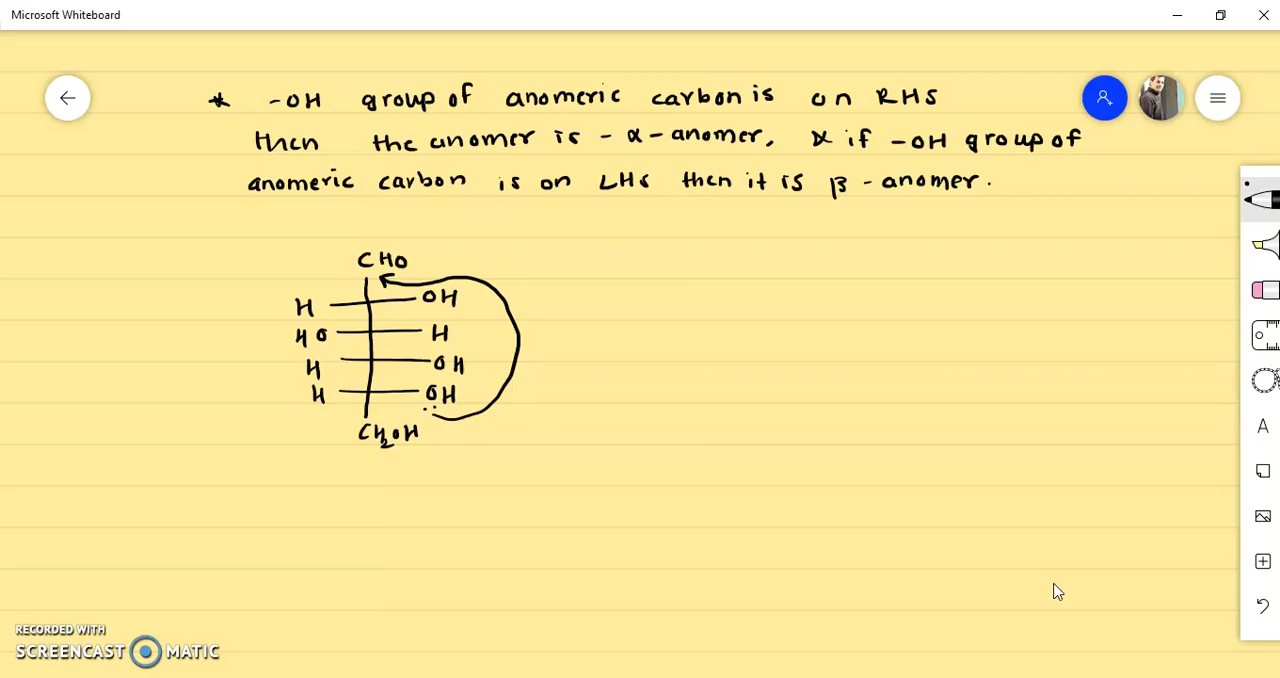 Microsoft Whiteboard
* -OH group of anomeric carbon is on RHS
then the anomer is - α - anomer, & if -OH group of
anomeric carbon is on LHS then it is β - anomer.
CHO
H OH
HO H
H OH
H OH
CH2OH
A
RECORDED WITH
SCREENCAST MATIC